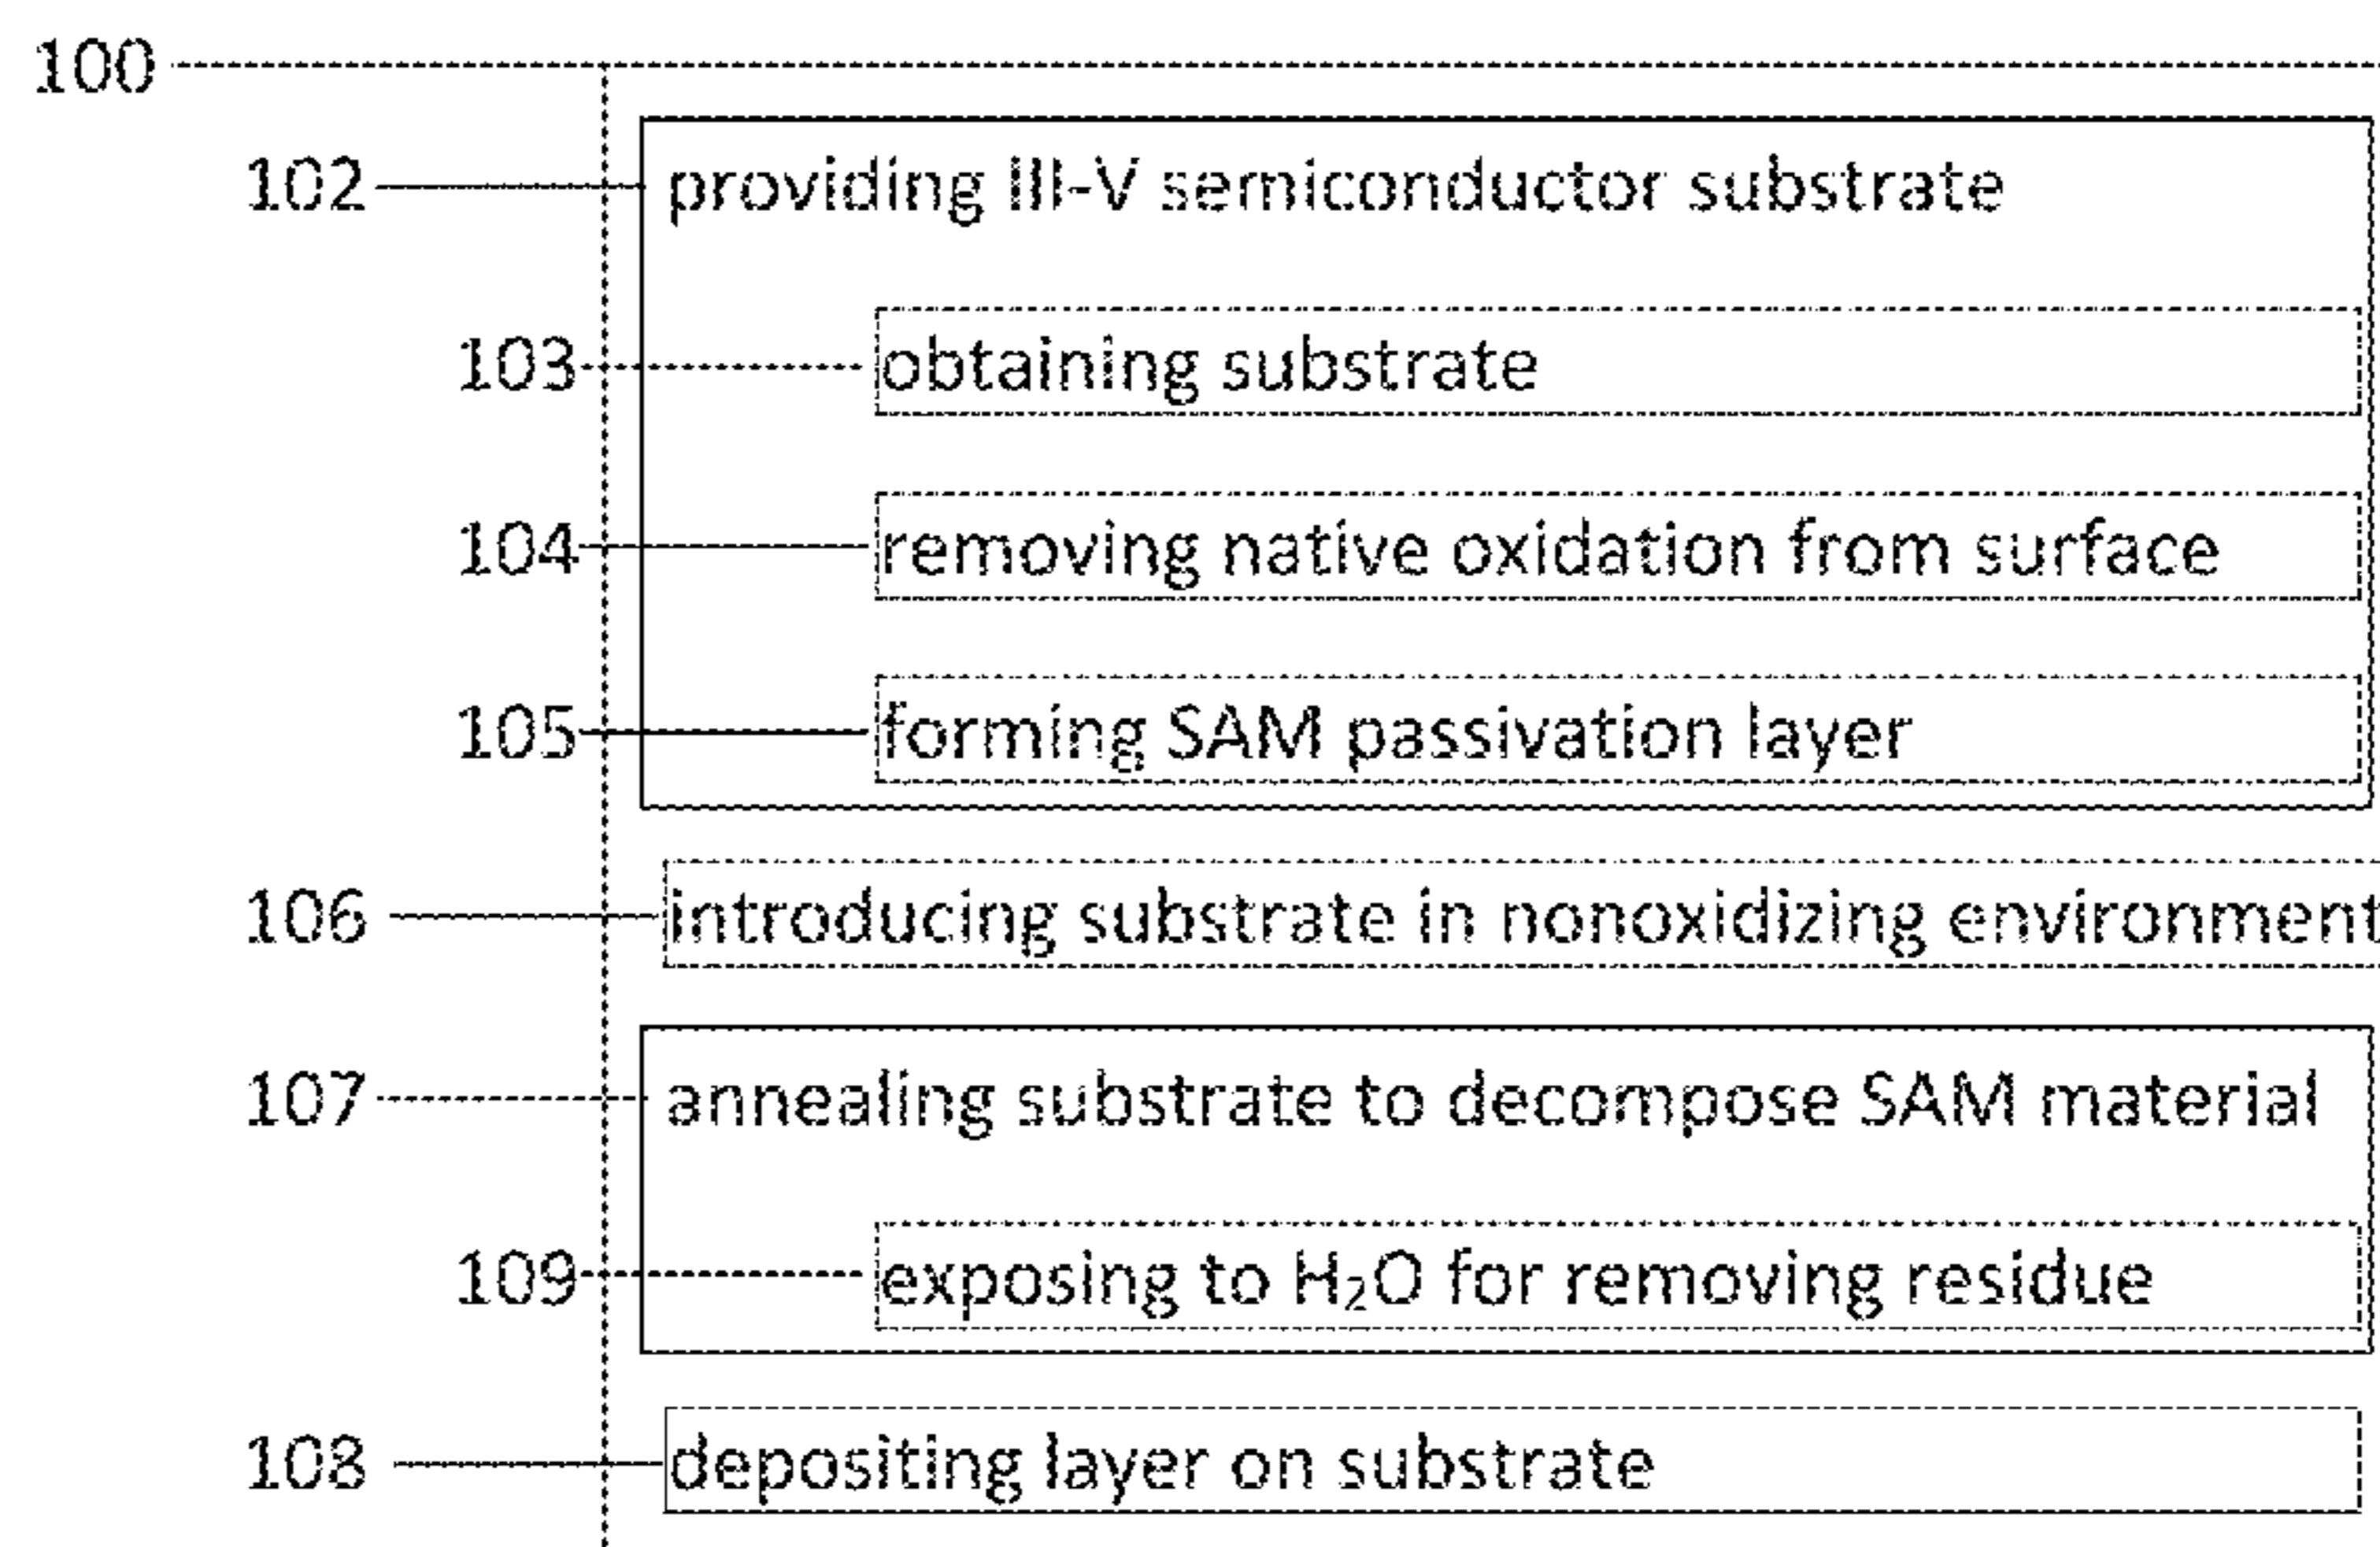 100
102 providing III-V semiconductor substrate
103 obtaining substrate
104 removing native oxidation from surface
105 forming SAM passivation layer
106 introducing substrate in nonoxidizing environment
107 annealing substrate to decompose SAM material
109 exposing to H₂O for removing residue
108 depositing layer on substrate